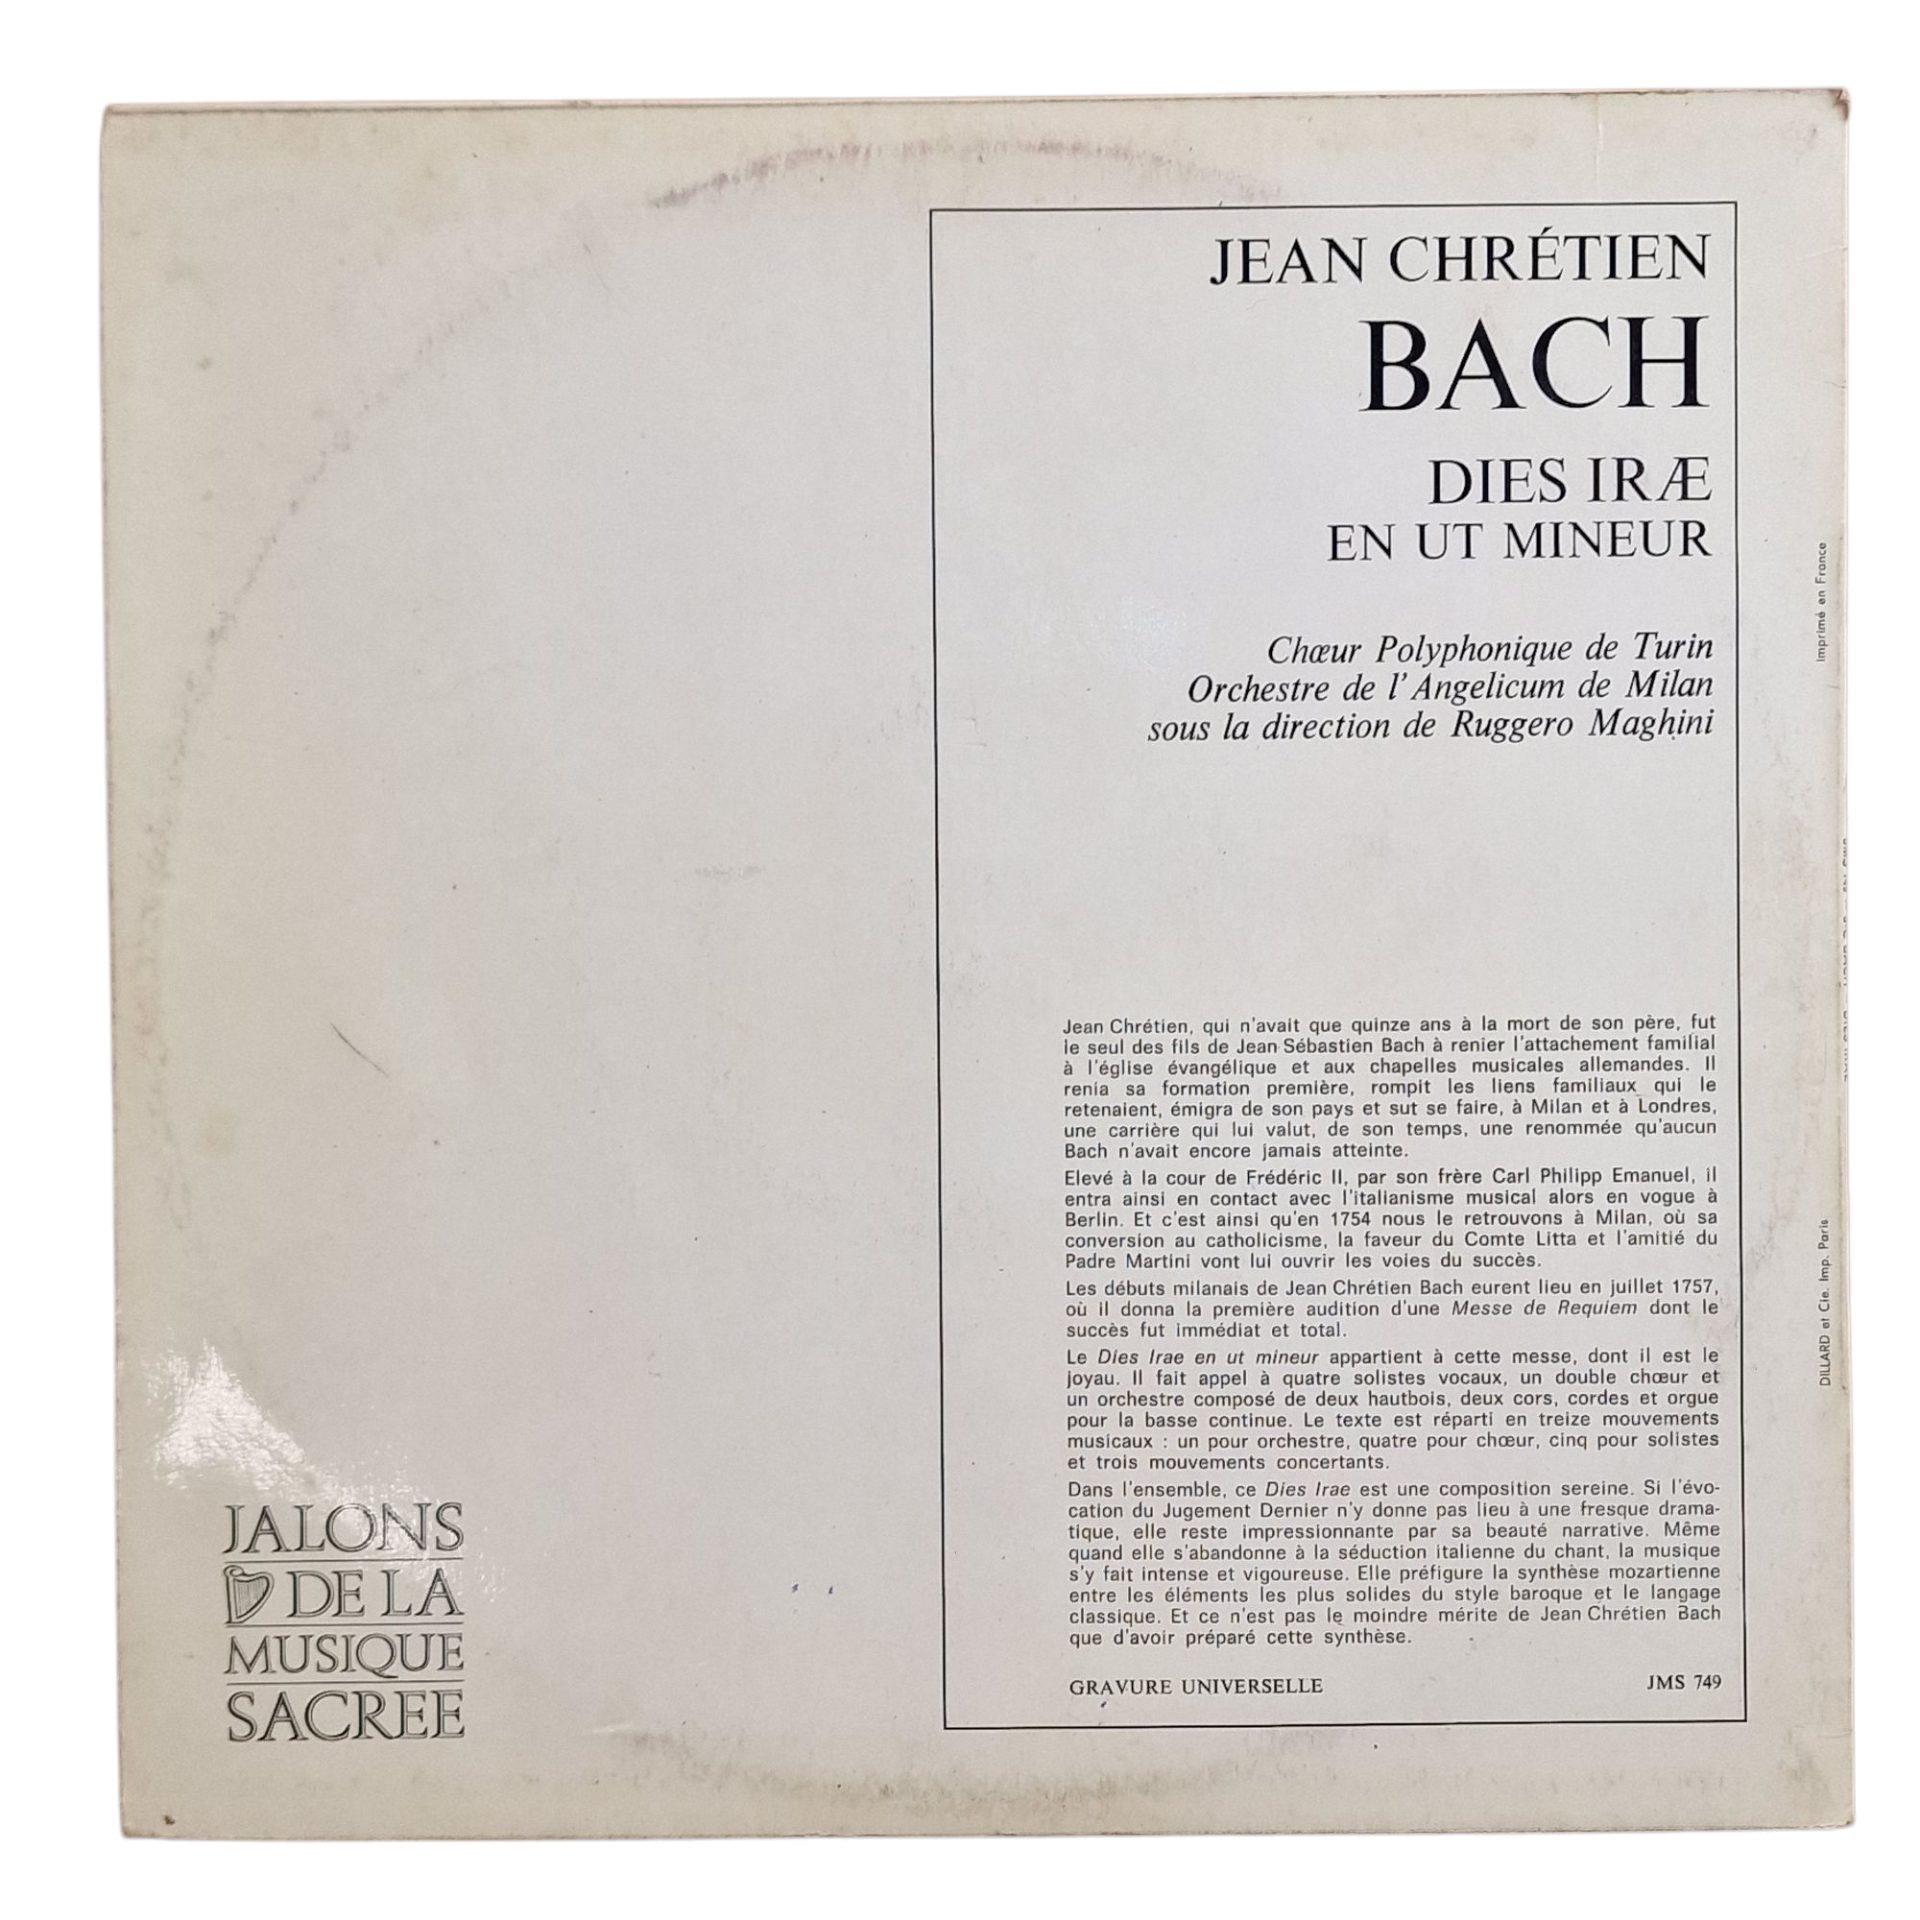 JEAN CHRÉTIEN
BACH
DIES IRÆ
EN UT MINEUR
Chœur Polyphonique de Turin
Orchestre de l'Angelicum de Milan
sous la direction de Ruggero Maghini
Jean Chrétien, qui n'avait que quinze ans à la mort de son père, fut
le seul des fils de Jean Sébastien Bach à renier l'attachement familial
à l'église évangélique et aux chapelles musicales allemandes. Il
renia sa formation première, rompit les liens familiaux qui le
retenaient, émigra de son pays et sut se faire, à Milan et à Londres,
une carrière qui lui valut, de son temps, une renommée qu'aucun
Bach n'avait encore jamais atteinte.
Elevé à la cour de Frédéric II, par son frère Carl Philipp Emanuel, il
entra ainsi en contact avec l'italianisme musical alors en vogue à
Berlin. Et c'est ainsi qu'en 1754 nous le retrouvons à Milan, où sa
conversion au catholicisme, la faveur du Comte Litta et l'amitié du
Padre Martini vont lui ouvrir les voies du succès.
Les débuts milanais de Jean Chrétien Bach eurent lieu en juillet 1757,
où il donna la première audition d'une Messe de Requiem dont le
succès fut immédiat et total.
Le Dies Irae en ut mineur appartient à cette messe, dont il est le
joyau. Il fait appel à quatre solistes vocaux, un double chœur et
un orchestre composé de deux hautbois, deux cors, cordes et orgue
pour la basse continue. Le texte est réparti en treize mouvements
musicaux : un pour orchestre, quatre pour chœur, cinq pour solistes
et trois mouvements concertants.
Dans l'ensemble, ce Dies Irae est une composition sereine. Si l'évo-
cation du Jugement Dernier n'y donne pas lieu à une fresque drama-
tique, elle reste impressionnante par sa beauté narrative. Même
quand elle s'abandonne à la séduction italienne du chant, la musique
s'y fait intense et vigoureuse. Elle préfigure la synthèse mozartienne
entre les éléments les plus solides du style baroque et le langage
classique. Et ce n'est pas le moindre mérite de Jean Chrétien Bach
que d'avoir préparé cette synthèse.
GRAVURE UNIVERSELLE JMS 749
JALONS
DE LA
MUSIQUE
SACREE
Imprimé en France
DILLARD et Cie. Imp. Paris